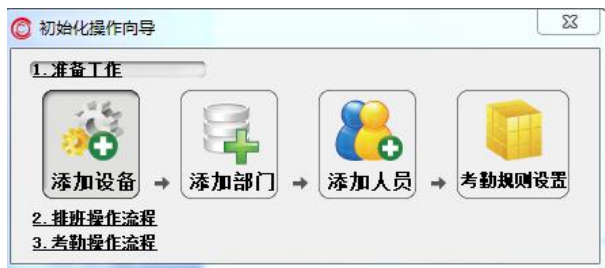 初始化操作向导
1.准备工作
添加设备 → 添加部门 → 添加人员 → 考勤规则设置
2.排班操作流程
3.考勤操作流程